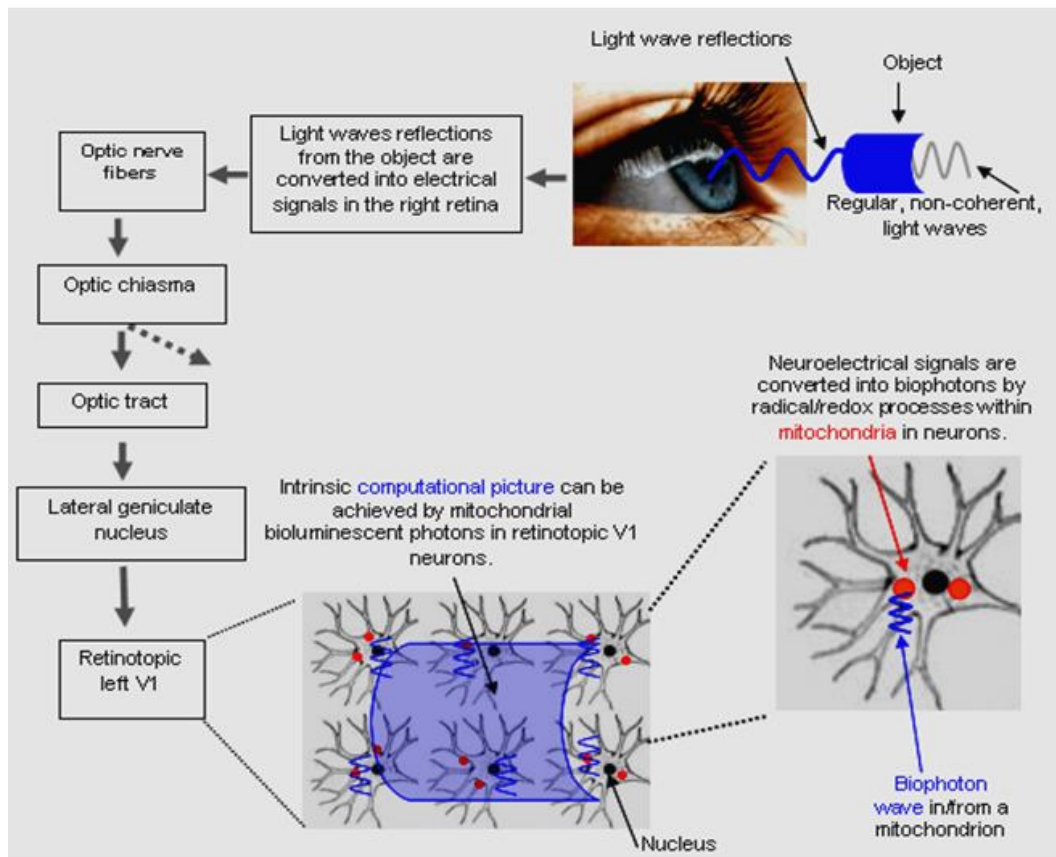 Light wave reflections
Object
Regular, non-coherent,
light waves
Light waves reflections
from the object are
converted into electrical
signals in the right retina
Optic nerve
fibers
Optic chiasma
Optic tract
Lateral geniculate
nucleus
Retinotopic
left V1
Intrinsic computational picture can be
achieved by mitochondrial
bioluminescent photons in retinotopic V1
neurons.
Neuroelectrical signals are
converted into biophotons by
radical/redox processes within
mitochondria in neurons.
Nucleus
Biophoton
wave in/from a
mitochondrion